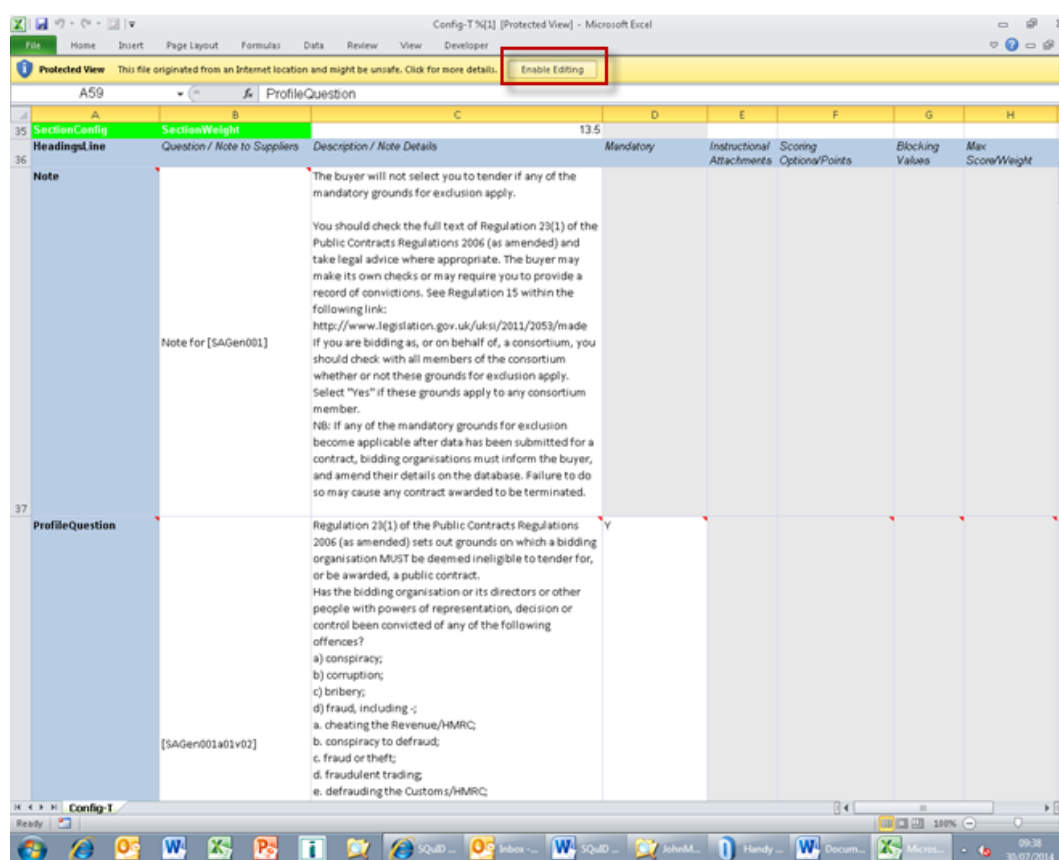 Config-T %[1] [Protected View] - Microsoft Excel
File Home Insert Page Layout Formulas Data Review View Developer
Protected View This file originated from an Internet location and might be unsafe. Click for more details. Enable Editing
A59 fx ProfileQuestion
A B C D E F G H
35 SectionConfig SectionWeight 13.5
HeadingsLine Question / Note to Suppliers Description / Note Details Mandatory Instructional Scoring Blocking Max
36 Attachments Options/Points Values Score/Weight
Note The buyer will not select you to tender if any of the
mandatory grounds for exclusion apply.
You should check the full text of Regulation 23(1) of the
Public Contracts Regulations 2006 (as amended) and
take legal advice where appropriate. The buyer may
make its own checks or may require you to provide a
record of convictions. See Regulation 15 within the
following link:
http://www.legislation.gov.uk/uksi/2011/2053/made
Note for [SAGen001] If you are bidding as, or on behalf of, a consortium, you
should check with all members of the consortium
whether or not these grounds for exclusion apply.
Select "Yes" if these grounds apply to any consortium
member.
NB: If any of the mandatory grounds for exclusion
become applicable after data has been submitted for a
contract, bidding organisations must inform the buyer,
and amend their details on the database. Failure to do
so may cause any contract awarded to be terminated.
37
ProfileQuestion Regulation 23(1) of the Public Contracts Regulations Y
2006 (as amended) sets out grounds on which a bidding
organisation MUST be deemed ineligible to tender for,
or be awarded, a public contract.
Has the bidding organisation or its directors or other
people with powers of representation, decision or
control been convicted of any of the following
offences?
a) conspiracy;
b) corruption;
c) bribery;
d) fraud, including -;
a. cheating the Revenue/HMRC;
[SAGen001a01v02] b. conspiracy to defraud;
c. fraud or theft;
d. fraudulent trading;
e. defrauding the Customs/HMRC;
Config-T
Ready 100%
SQuID ... Inbox -... SQuID ... JohnM... Handy ... Docum... Micros... 09:38